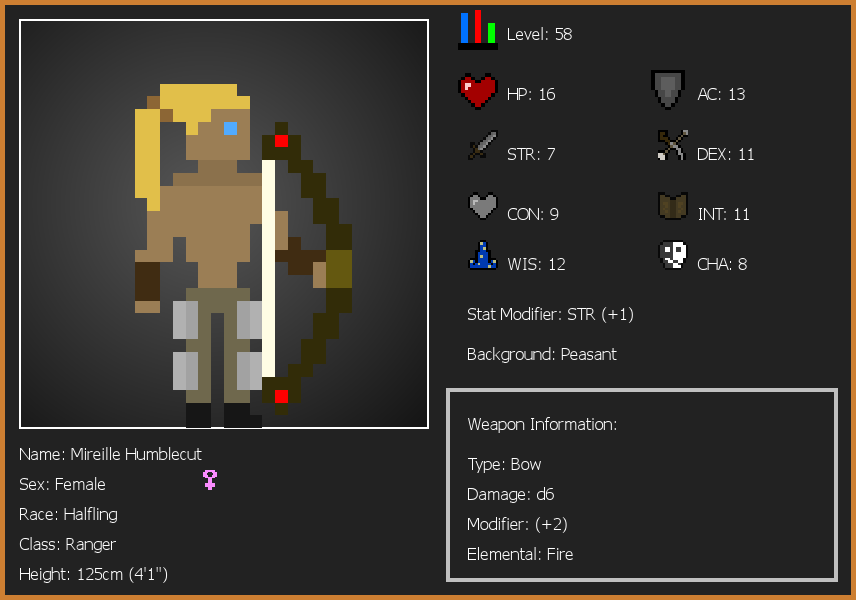 Level: 58
HP: 16
AC: 13
STR: 7
DEX: 11
CON: 9
INT: 11
WIS: 12
CHA: 8
Stat Modifier: STR (+1)
Background: Peasant
Weapon Information:
Type: Bow
Damage: d6
Modifier: (+2)
Elemental: Fire
Name: Mireille Humblecut
Sex: Female
Race: Halfling
Class: Ranger
Height: 125cm (4'1")